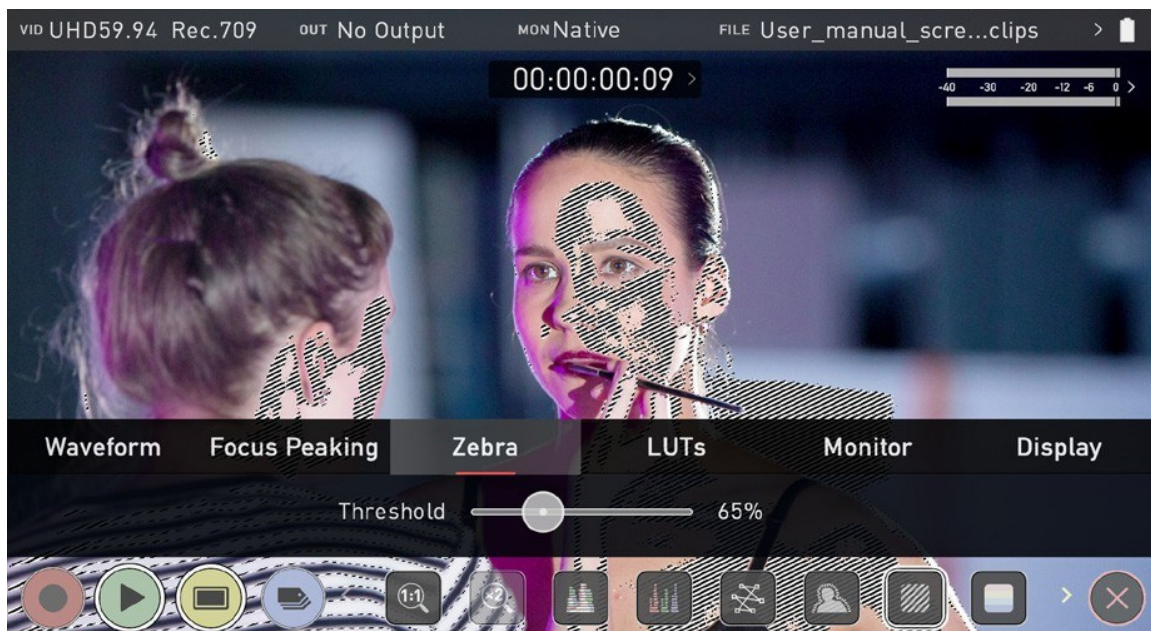 VID UHD59.94 Rec.709 OUT No Output MON Native FILE User_manual_scre...clips >
00:00:00:09 >
-40 -30 -20 -12 -6 0 >
Waveform Focus Peaking Zebra LUTs Monitor Display
Threshold 65%
1:1 x2 >